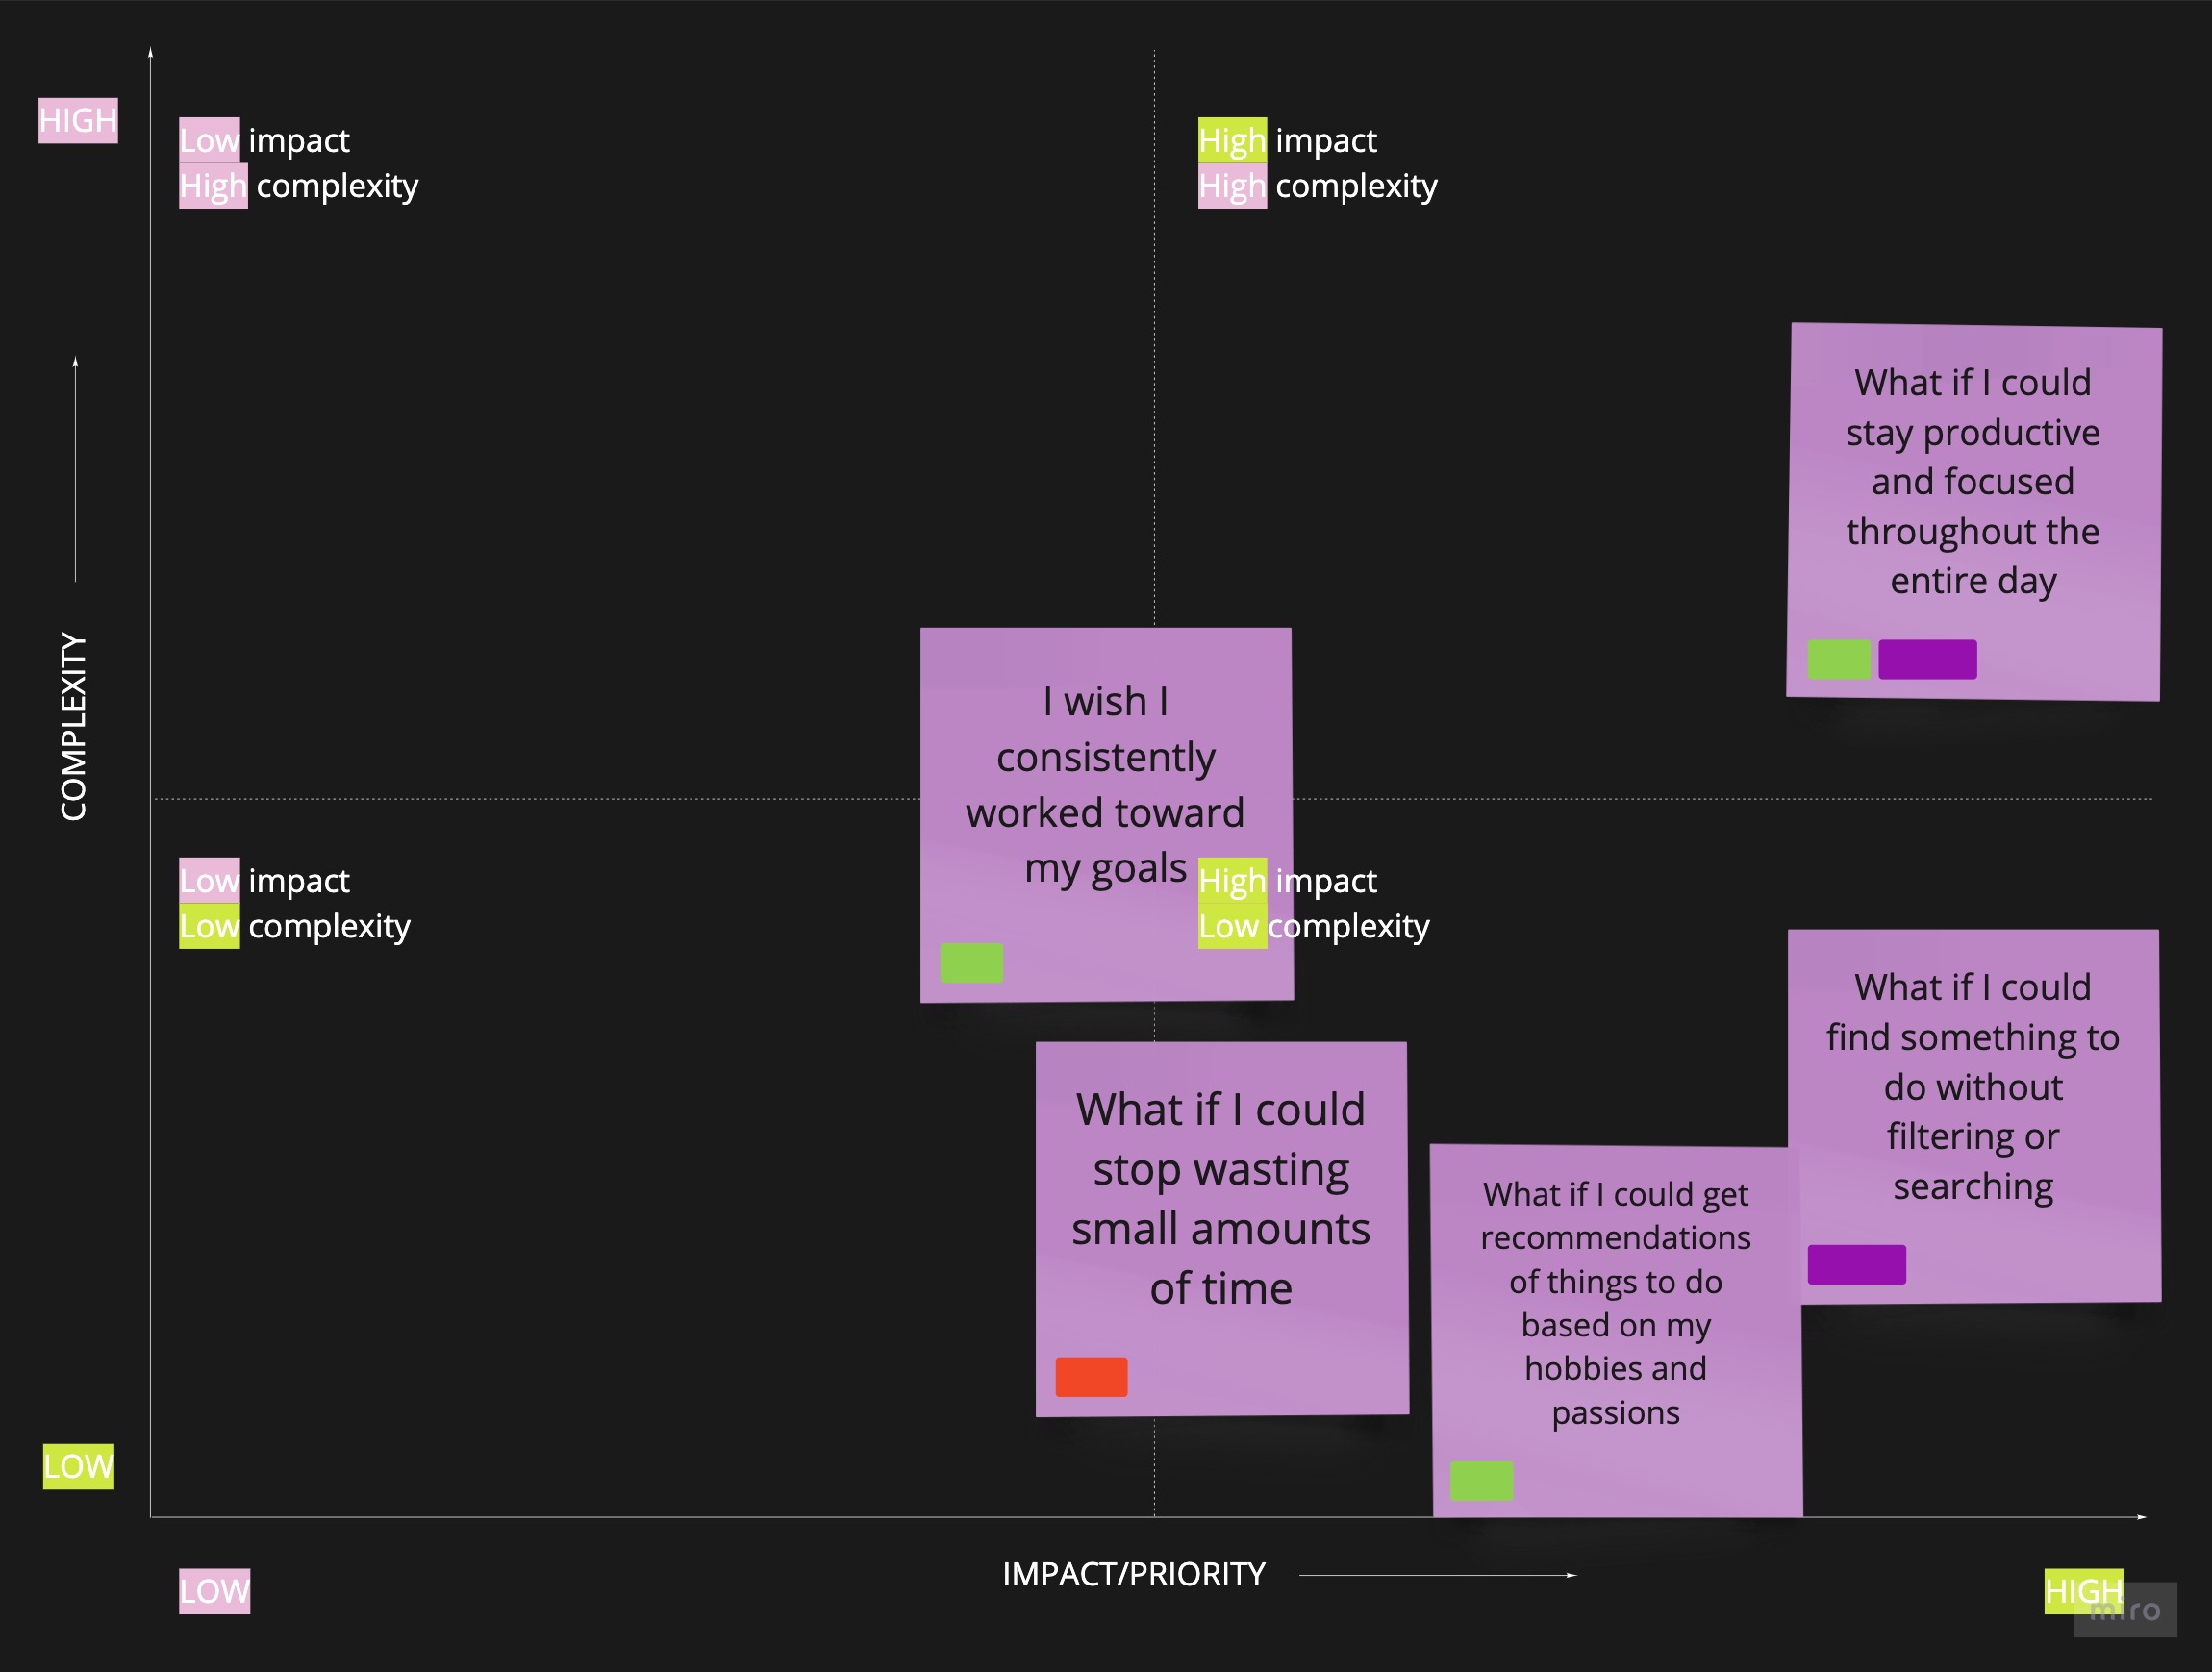 HIGH
Low impact
High complexity
High impact
High complexity
What if I could
stay productive
and focused
throughout the
entire day
COMPLEXITY
I wish I
consistently
worked toward
my goals
Low impact
Low complexity
High impact
Low complexity
What if I could
find something to
do without
filtering or
searching
What if I could
stop wasting
small amounts
of time
What if I could get
recommendations
of things to do
based on my
hobbies and
passions
LOW
IMPACT/PRIORITY
LOW
HIGH
miro